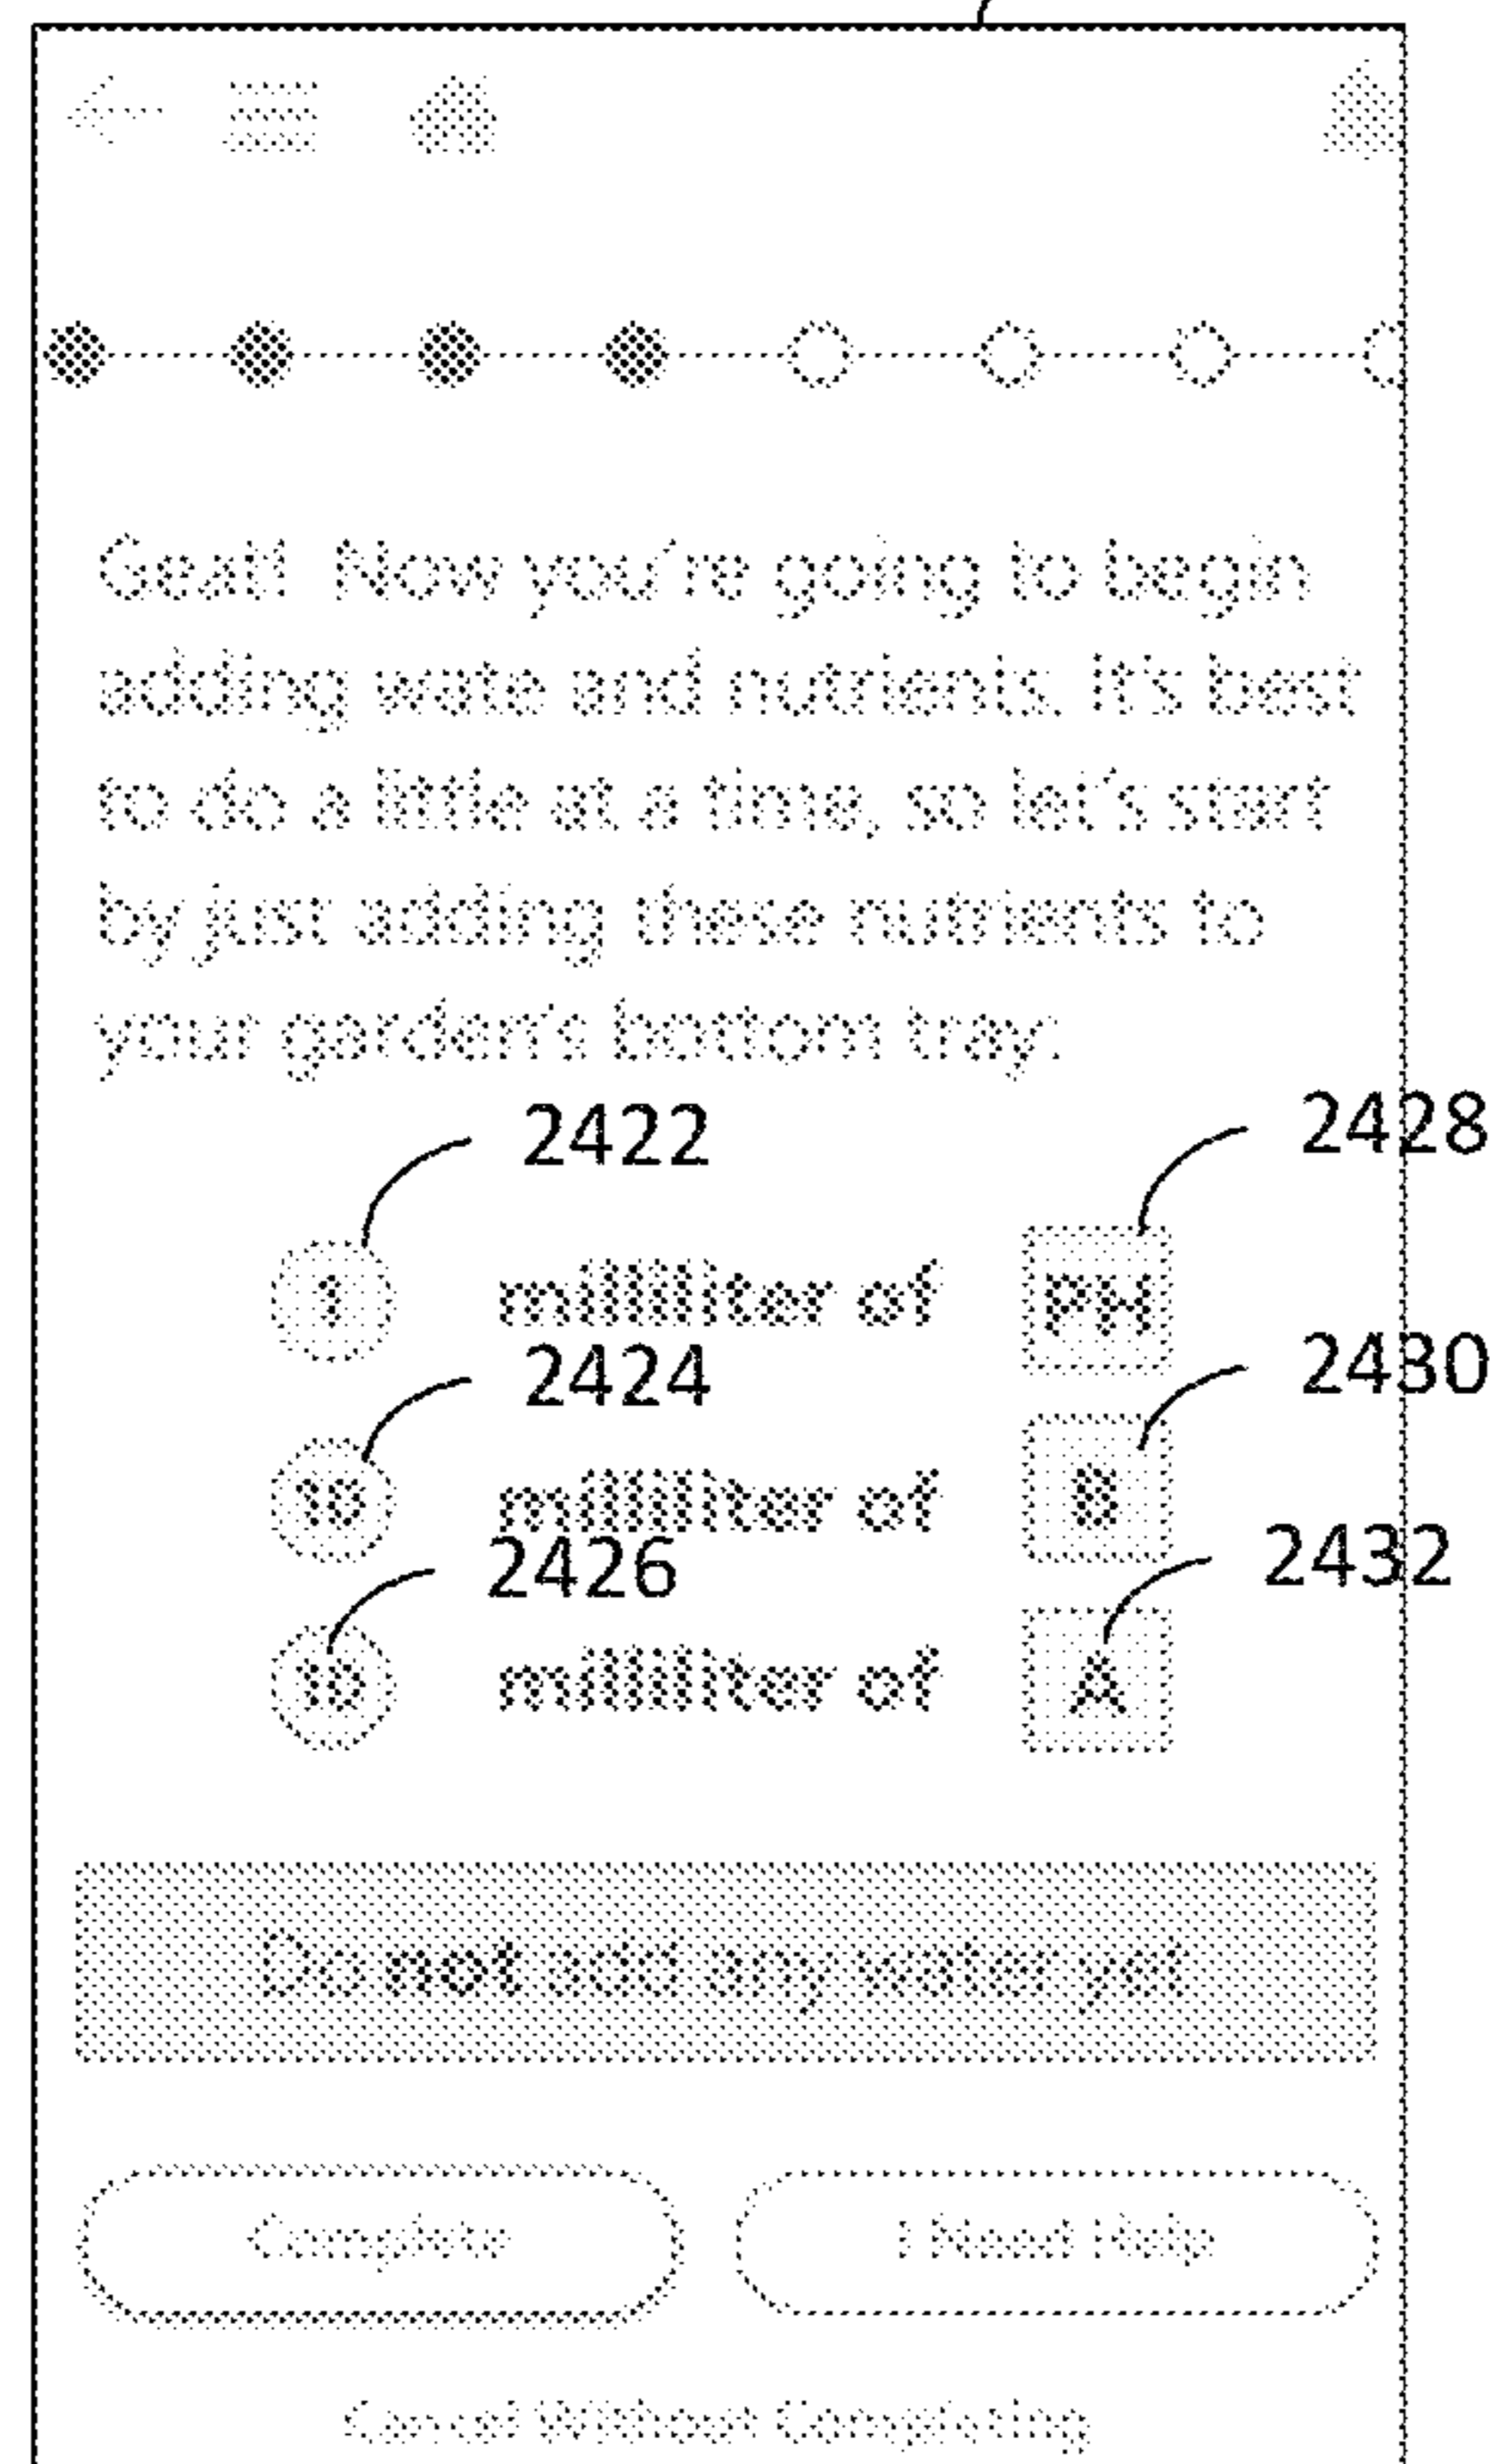 Geat! Now you're going to begin
adding wate and nutrients. It's best
to do a little at a time, so let's start
by just adding these nutrients to
your garden's bottom tray:
2422 2428
1 milliliter of PH
2424 2430
10 milliliter of B
2426 2432
10 milliliter of A
Do not add any water yet
Complete I Need Help
Cancel Without Completing